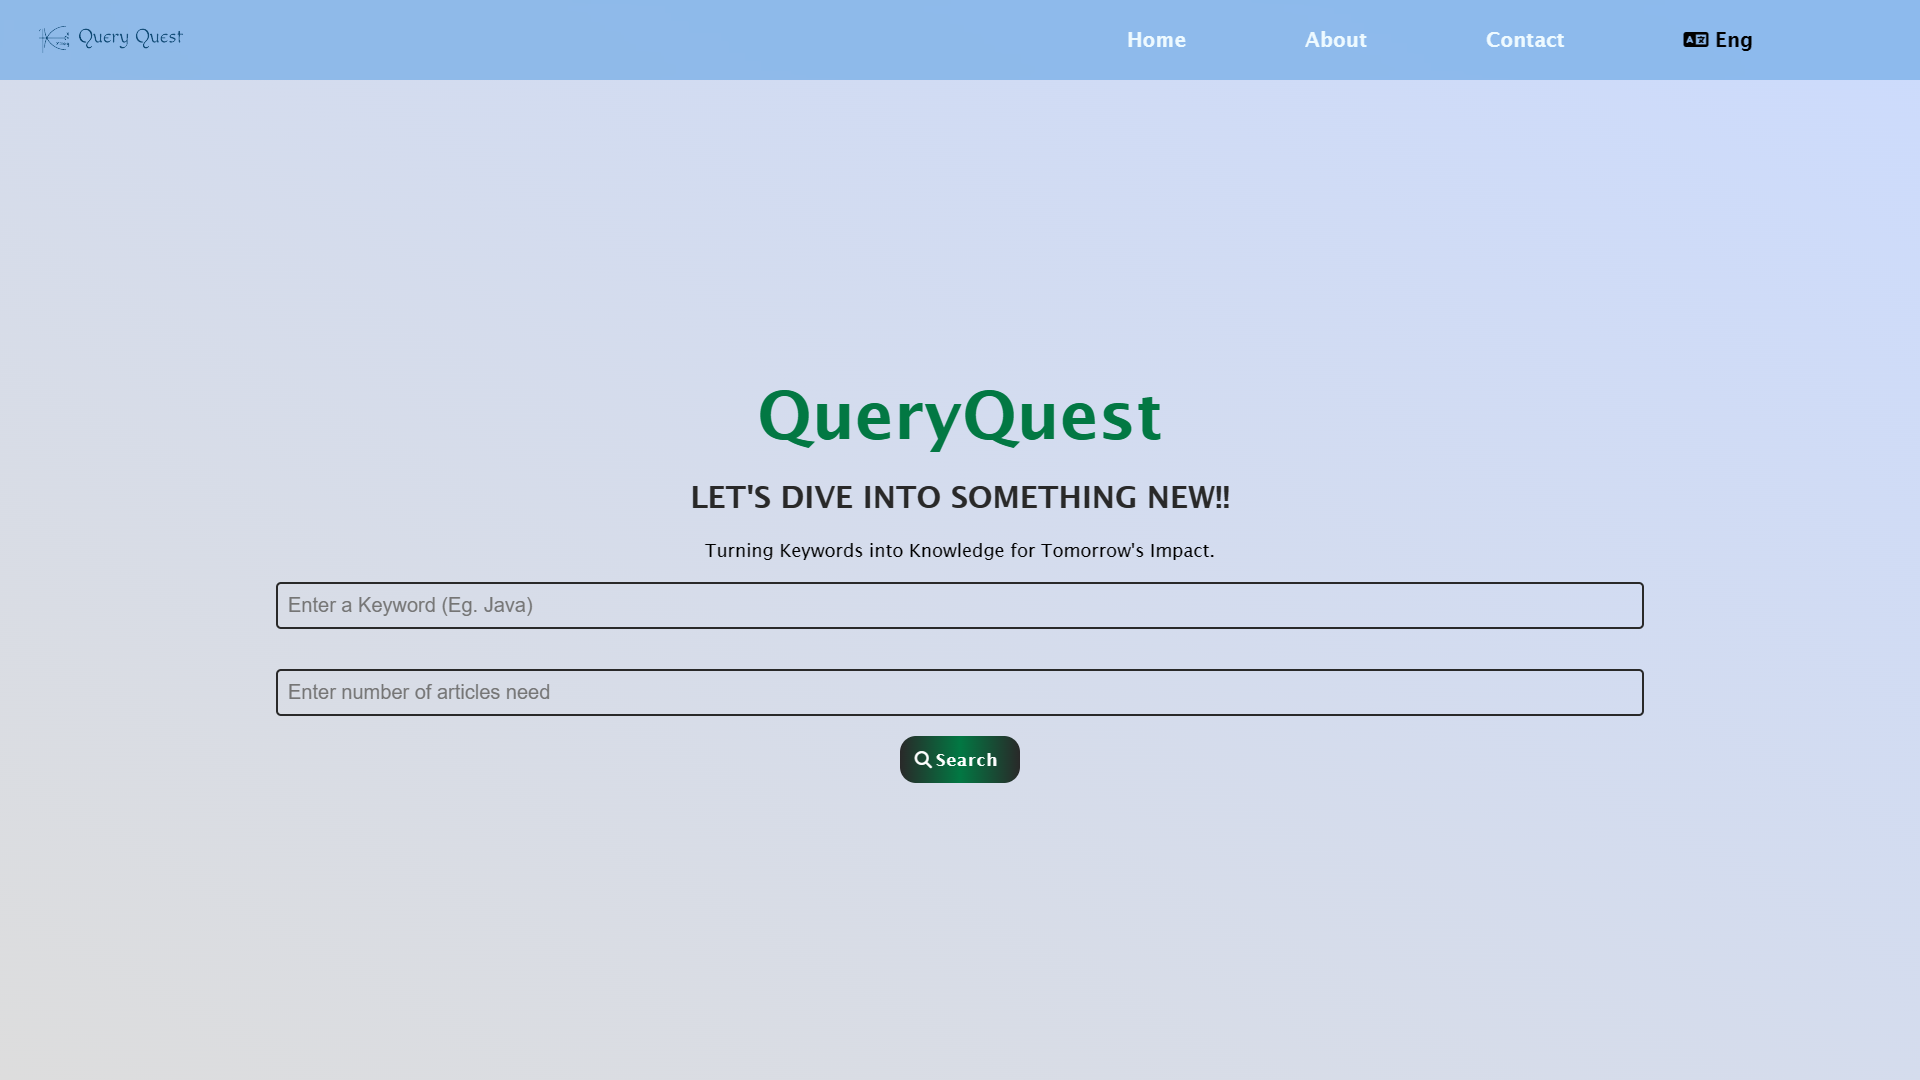 Query Quest
Home
About
Contact
Eng
QueryQuest
LET'S DIVE INTO SOMETHING NEW!!
Turning Keywords into Knowledge for Tomorrow's Impact.
Enter a Keyword (Eg. Java)
Enter number of articles need
Search